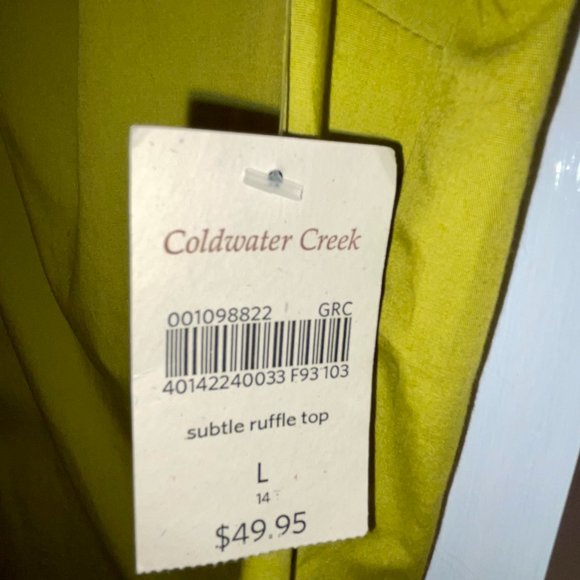 Coldwater Creek
001098822 GRC
40142240033 F93 103
subtle ruffle top
L
14
$49.95